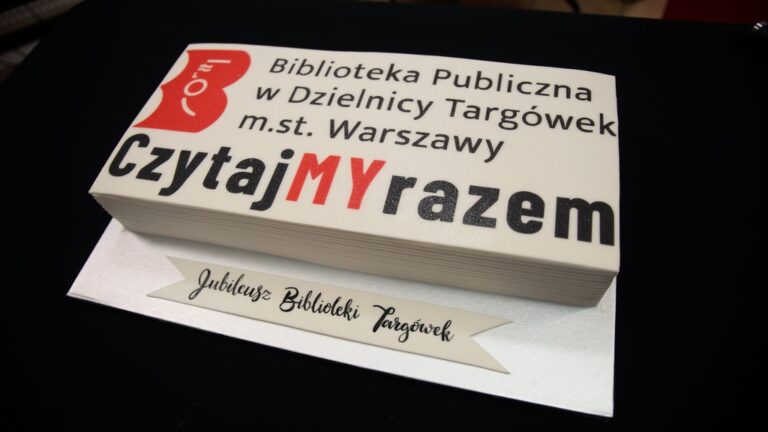 Biblioteka Publiczna
w Dzielnicy Targówek
m.st. Warszawy
CzytajMYrazem
Jubileusz Biblioteki Targówek